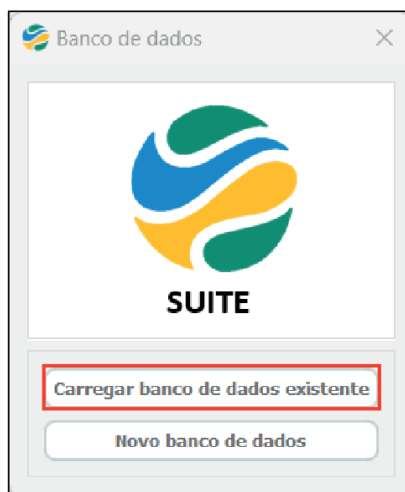 Banco de dados
SUITE
Carregar banco de dados existente
Novo banco de dados